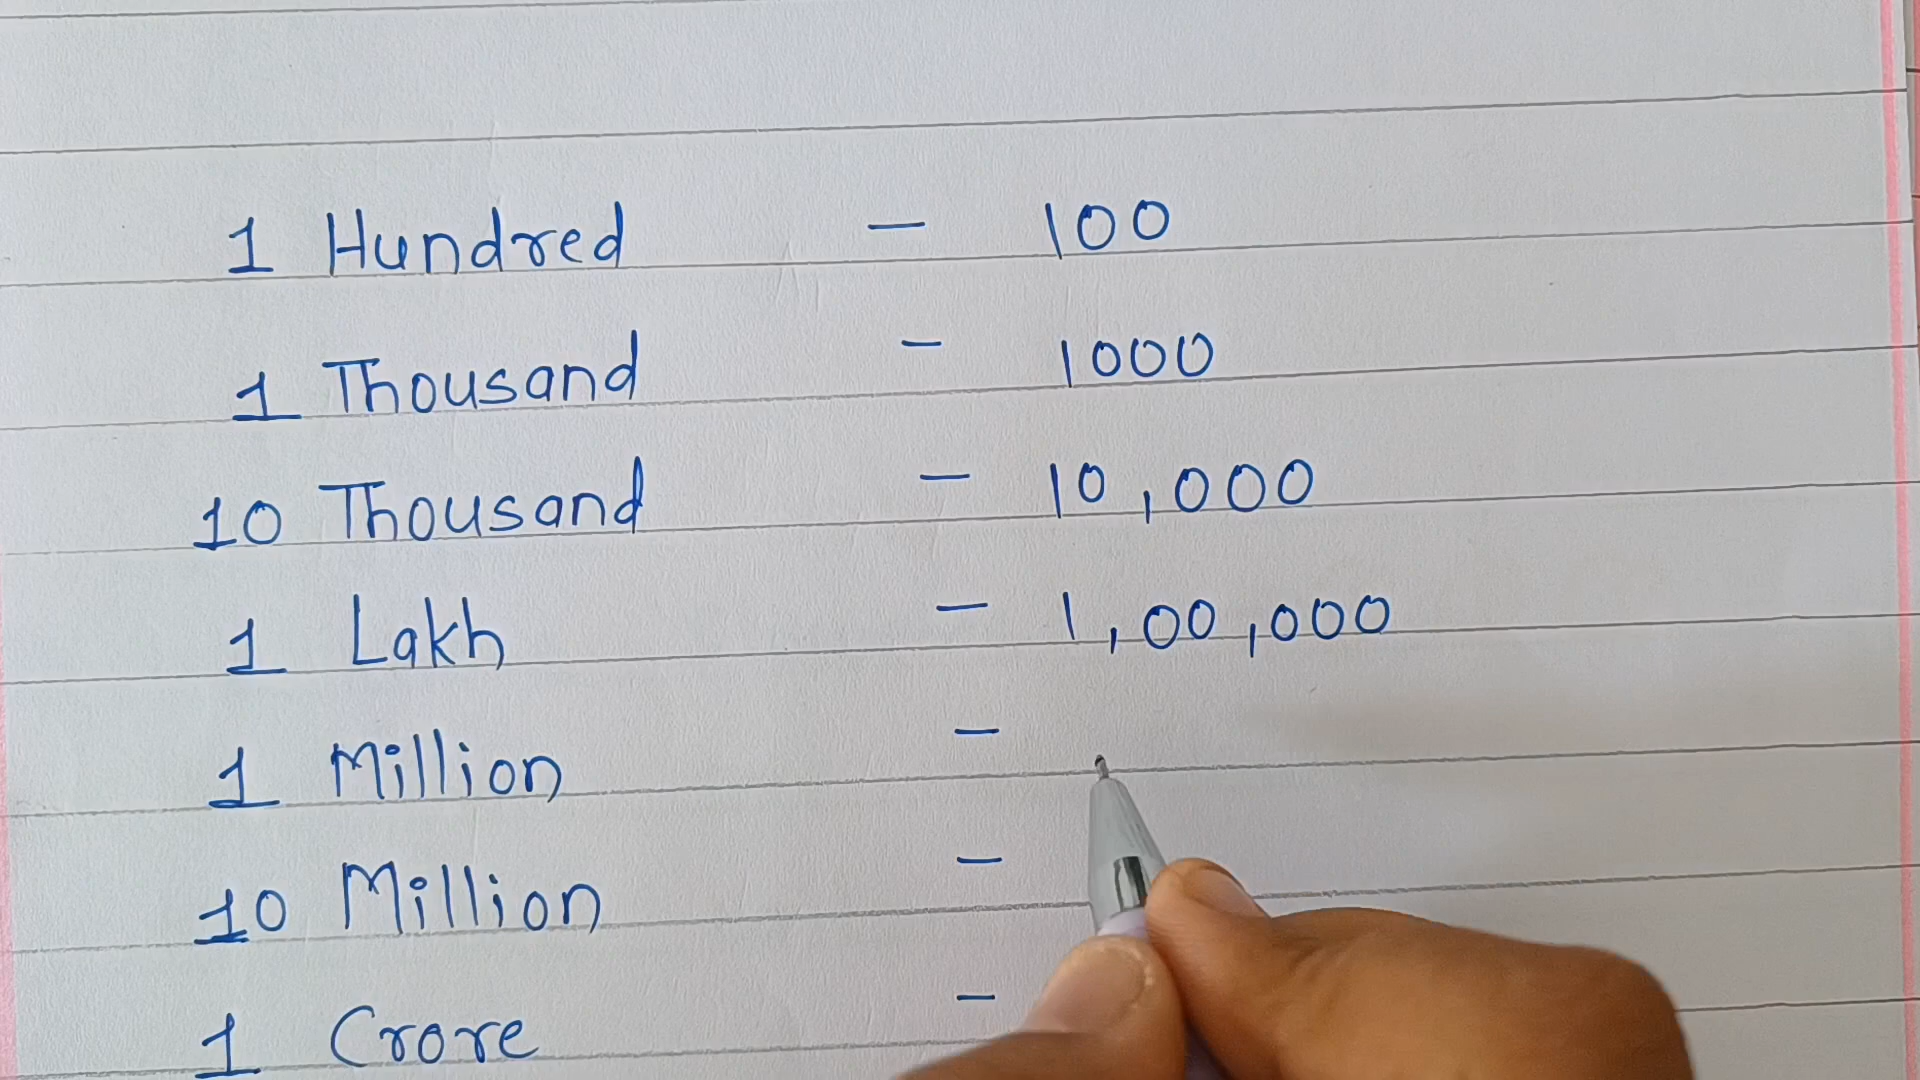 1 Hundred - 100
1 Thousand - 1000
10 Thousand - 10,000
1 Lakh - 1,00,000
1 Million -
10 Million -
1 Crore -